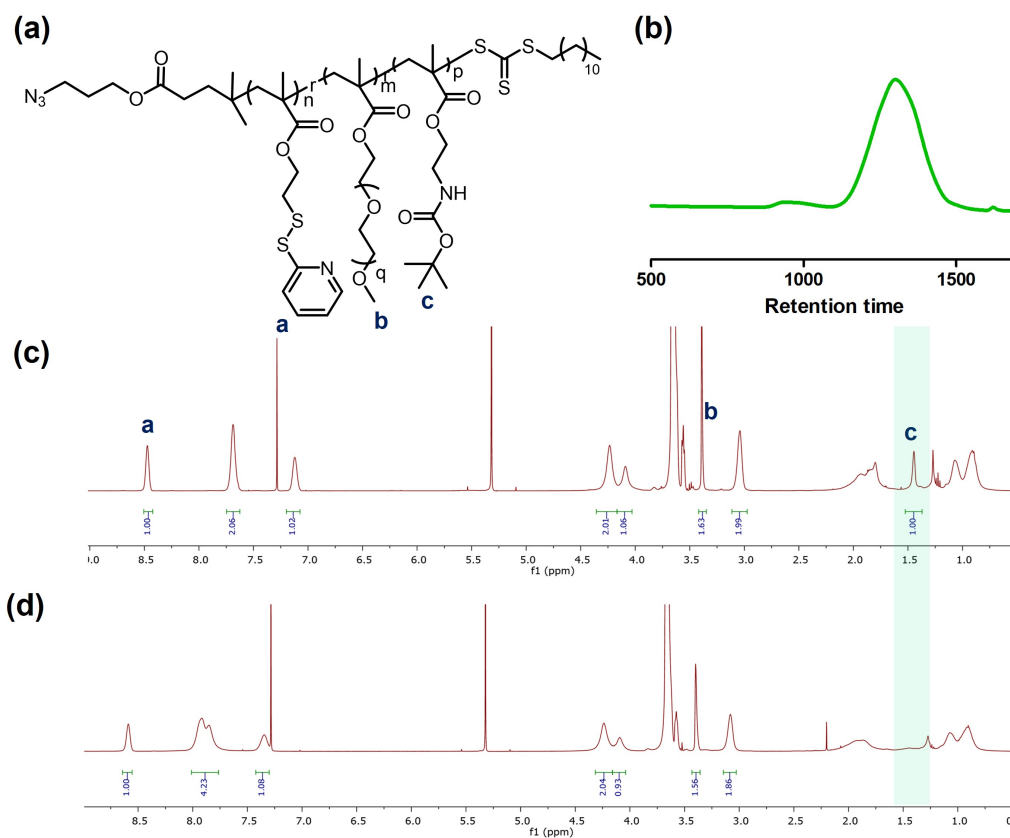 (a)
(b)
N3
O
O
n
r
m
p
S
S
S
10
O
O
O
O
O
O
S
S
N
O
q
O
NH
O
O
a
b
c
500
1000
1500
Retention time
(c)
a
b
c
1.00
2.06
1.02
2.01
1.06
1.63
1.99
1.00
9.0 8.5 8.0 7.5 7.0 6.5 6.0 5.5 5.0 4.5 4.0 3.5 3.0 2.5 2.0 1.5 1.0
f1 (ppm)
(d)
1.00
4.23
1.08
2.04
0.93
1.56
1.86
8.5 8.0 7.5 7.0 6.5 6.0 5.5 5.0 4.5 4.0 3.5 3.0 2.5 2.0 1.5 1.0
f1 (ppm)